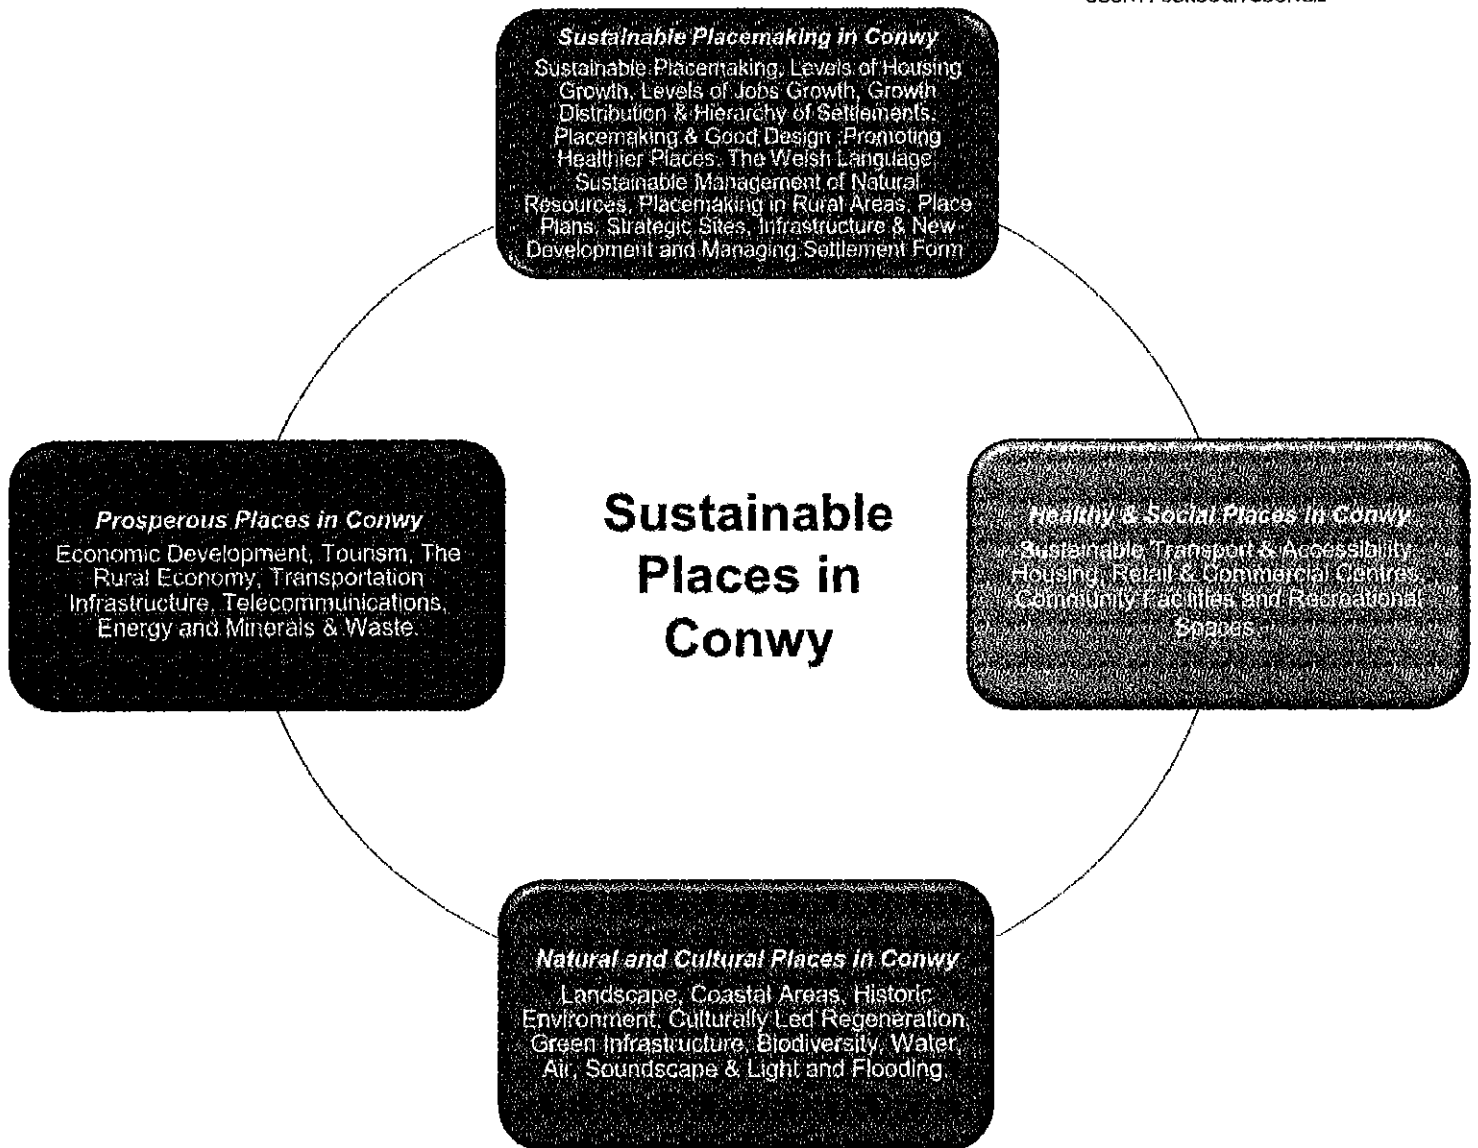 Sustainable Placemaking in Conwy
Sustainable Placemaking, Levels of Housing
Growth, Levels of Jobs Growth, Growth
Distribution & Hierarchy of Settlements,
Placemaking & Good Design, Promoting
Healthier Places, The Welsh Language,
Sustainable Management of Natural
Resources, Placemaking in Rural Areas, Place
Plans, Strategic Sites, Infrastructure & New
Development and Managing Settlement Form
Prosperous Places in Conwy
Economic Development, Tourism, The
Rural Economy, Transportation
Infrastructure, Telecommunications,
Energy and Minerals & Waste.
Sustainable
Places in
Conwy
Healthy & Social Places in Conwy
Sustainable Transport & Accessibility,
Housing, Retail & Commercial Centres,
Community Facilities and Recreational
Spaces.
Natural and Cultural Places in Conwy
Landscape, Coastal Areas, Historic
Environment, Culturally Led Regeneration,
Green Infrastructure, Biodiversity, Water,
Air, Soundscape & Light and Flooding.